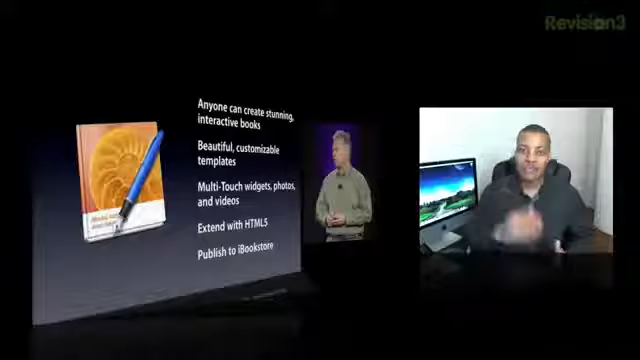 Revision3
Anyone can create stunning,
interactive books
Beautiful, customizable
templates
Multi-Touch widgets, photos,
and videos
Extend with HTML5
Publish to iBookstore